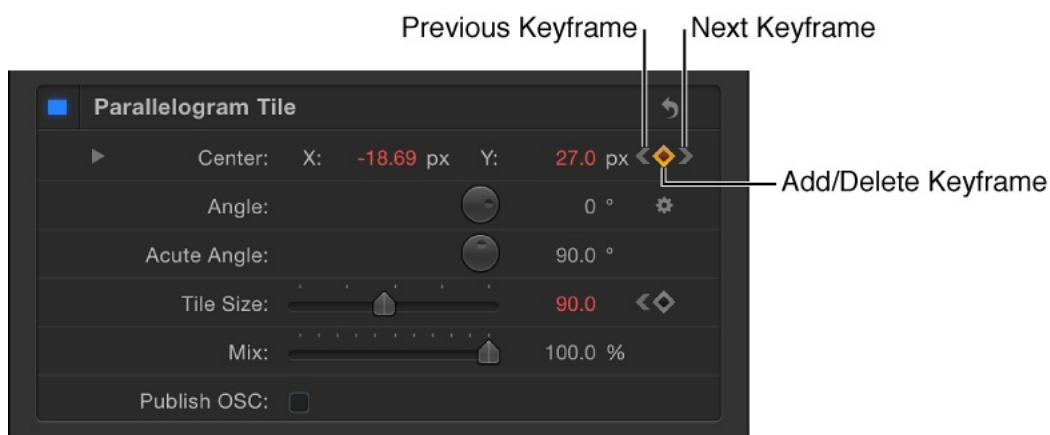 Previous Keyframe Next Keyframe
Parallelogram Tile
Center: X: -18.69 px Y: 27.0 px
Add/Delete Keyframe
Angle: 0 °
Acute Angle: 90.0 °
Tile Size: 90.0
Mix: 100.0 %
Publish OSC: